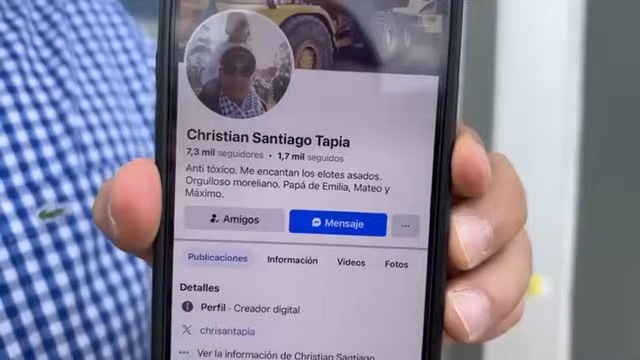 Christian Santiago Tapia
7,3 mil seguidores • 1,7 mil seguidos
Anti tóxico. Me encantan los elotes asados.
Orgulloso moreliano. Papá de Emilia, Mateo y
Máximo.
Amigos
Mensaje
...
Publicaciones Información Videos Fotos
Detalles
Perfil · Creador digital
chrisantapia
... Ver la información de Christian Santiago